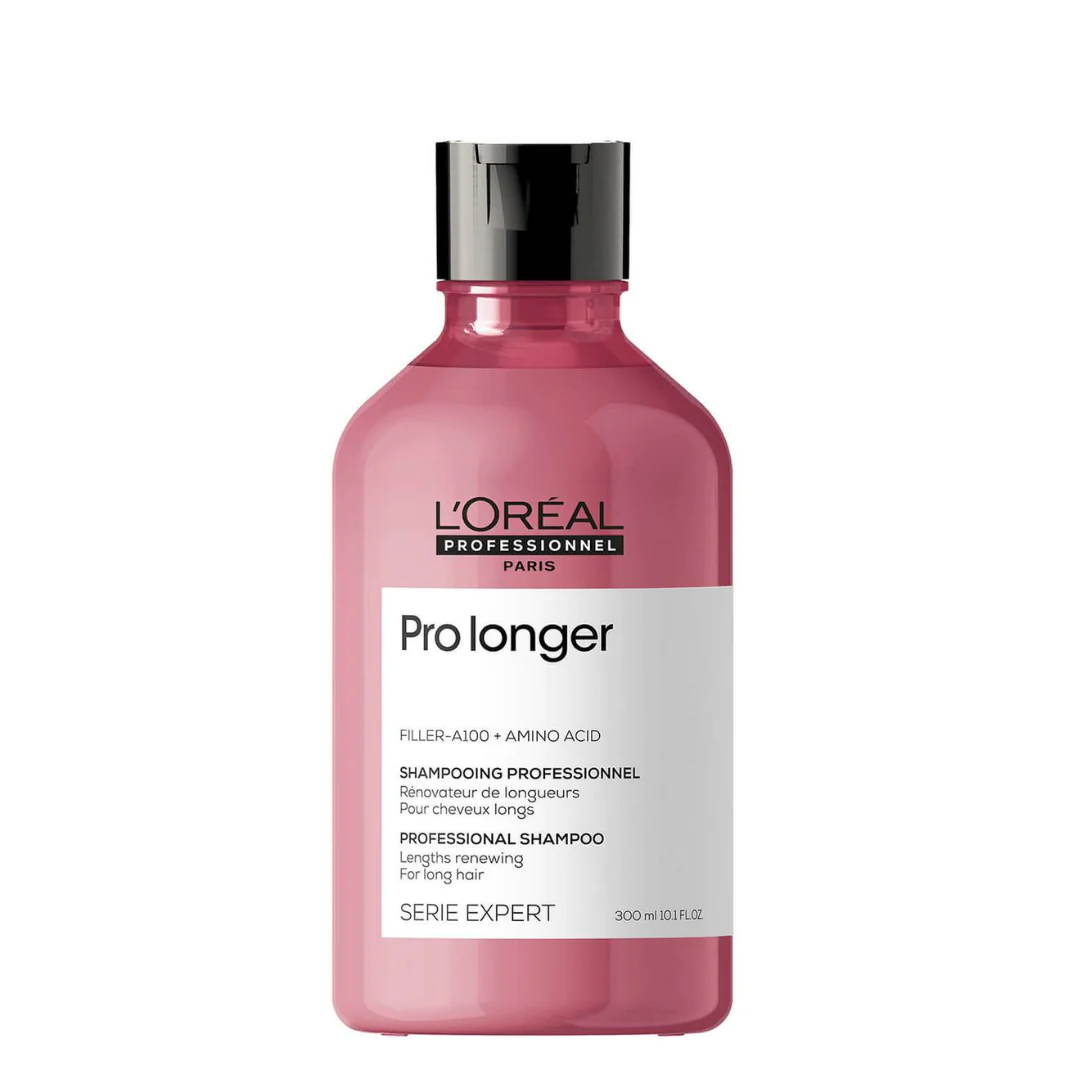 L'ORÉAL
PROFESSIONNEL
PARIS
Pro longer
FILLER-A100 + AMINO ACID
SHAMPOOING PROFESSIONNEL
Rénovateur de longueurs
Pour cheveux longs
PROFESSIONAL SHAMPOO
Lengths renewing
For long hair
SERIE EXPERT
300 ml 10.1 FL.OZ.